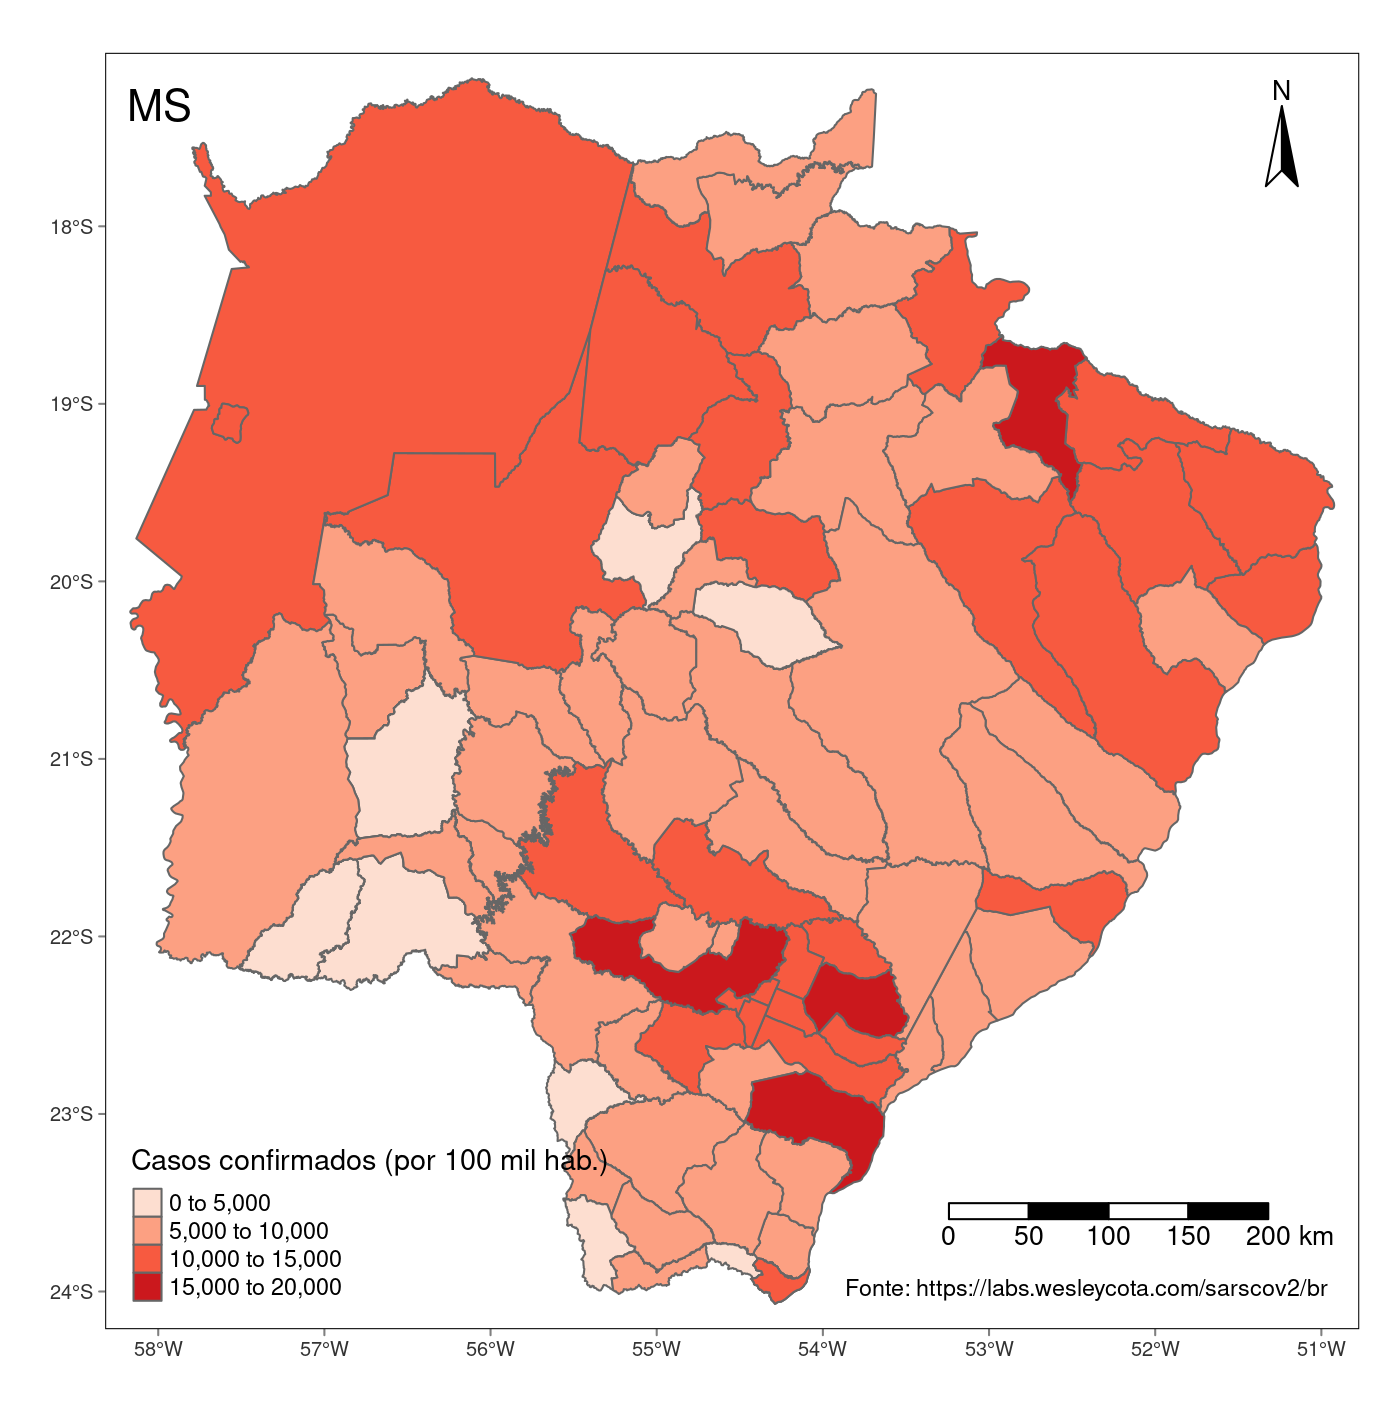 MS
N
18°S
19°S
20°S
21°S
22°S
23°S
24°S
Casos confirmados (por 100 mil hab.)
0 to 5,000
5,000 to 10,000
10,000 to 15,000
15,000 to 20,000
0 50 100 150 200 km
Fonte: https://labs.wesleycota.com/sarscov2/br
58°W 57°W 56°W 55°W 54°W 53°W 52°W 51°W